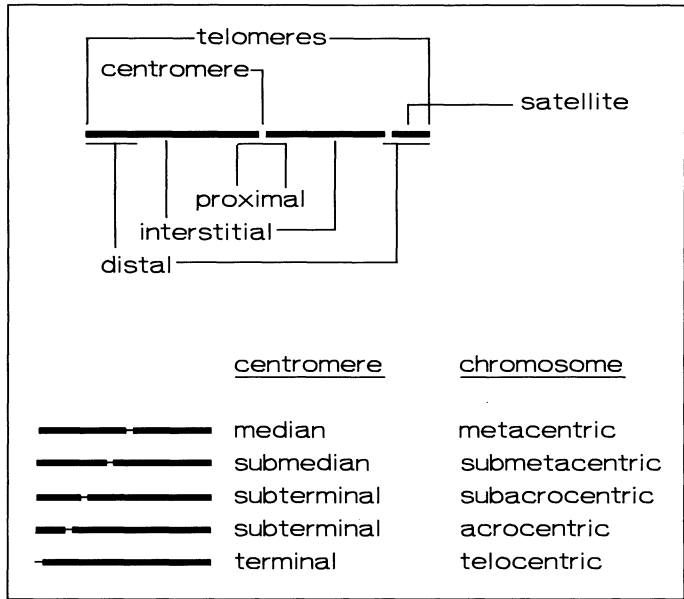 telomeres
centromere
satellite
proximal
interstitial
distal
centromere chromosome
median metacentric
submedian submetacentric
subterminal subacrocentric
subterminal acrocentric
terminal telocentric